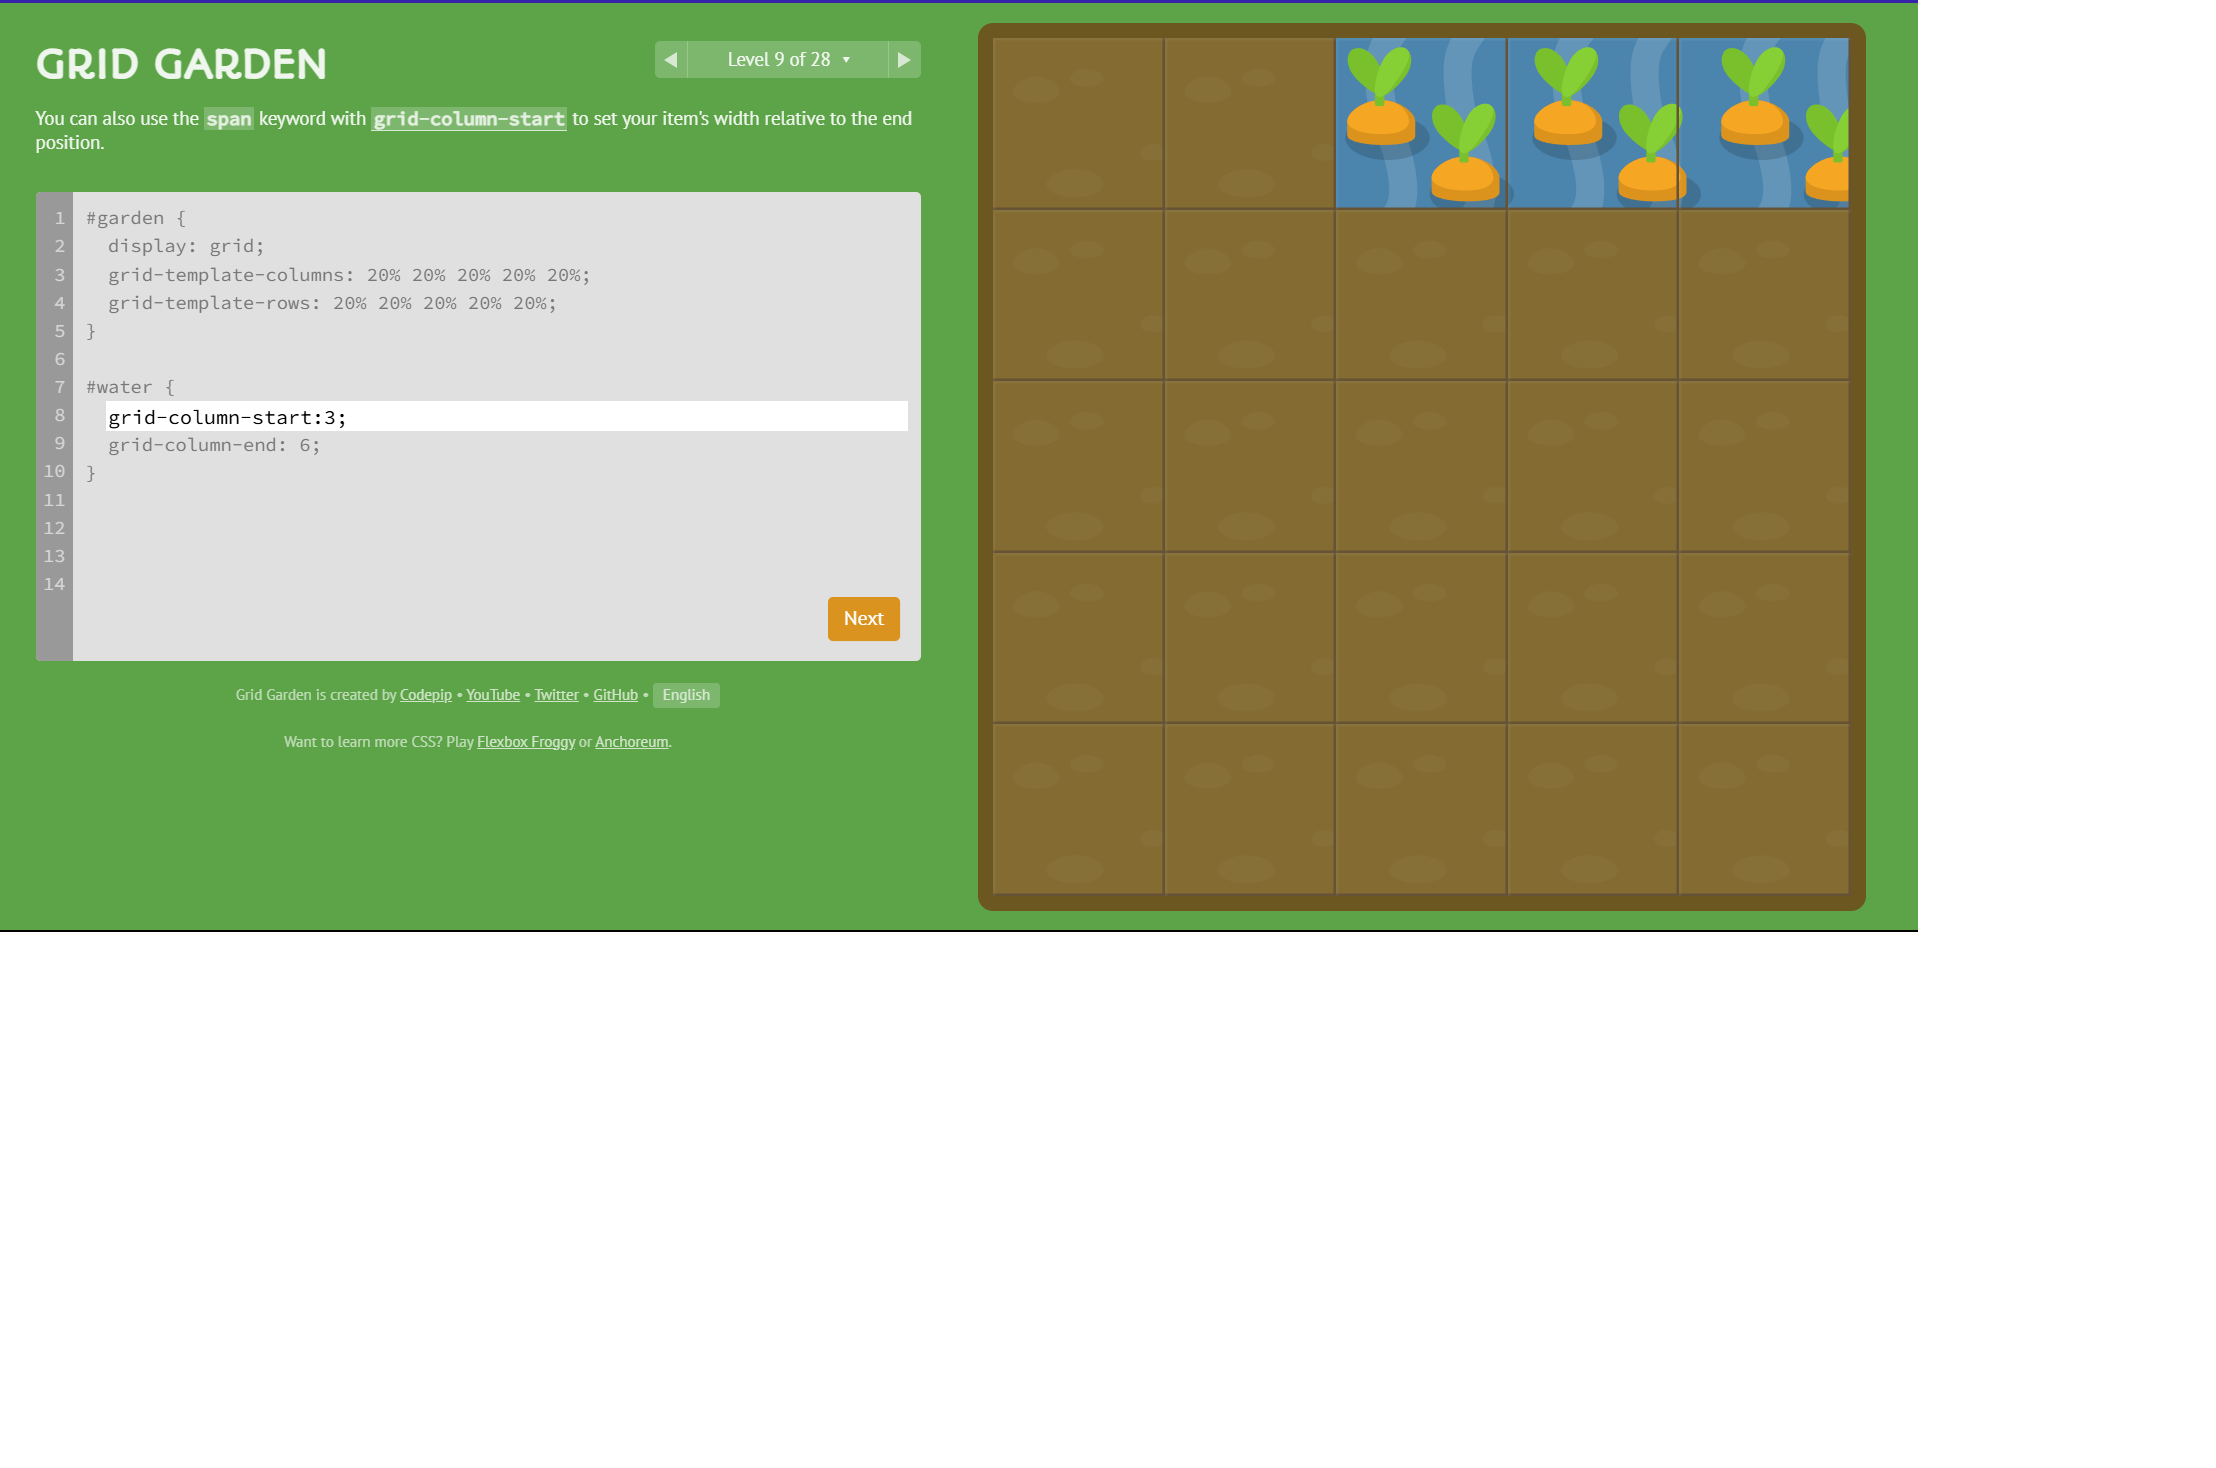 GRID GARDEN
Level 9 of 28
You can also use the span keyword with grid-column-start to set your item's width relative to the end
position.
1 #garden {
2 display: grid;
3 grid-template-columns: 20% 20% 20% 20% 20%;
4 grid-template-rows: 20% 20% 20% 20% 20%;
5 }
6
7 #water {
8 grid-column-start:3;
9 grid-column-end: 6;
10 }
11
12
13
14
Next
Grid Garden is created by Codepip • YouTube • Twitter • GitHub • English
Want to learn more CSS? Play Flexbox Froggy or Anchoreum.